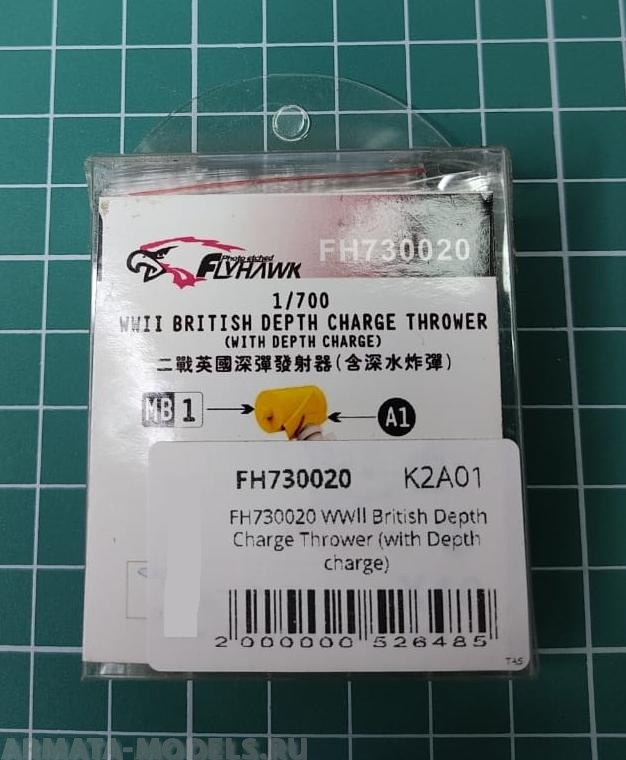 Photo etched
FLYHAWK
FH730020
1/700
WWII BRITISH DEPTH CHARGE THROWER
(WITH DEPTH CHARGE)
二戰英國深彈發射器(含深水炸彈)
MB 1
A1
FH730020 K2A01
FH730020 WWII British Depth
Charge Thrower (with Depth
charge)
2 000000 526485
TAS
ARMATA-MODELS.RU